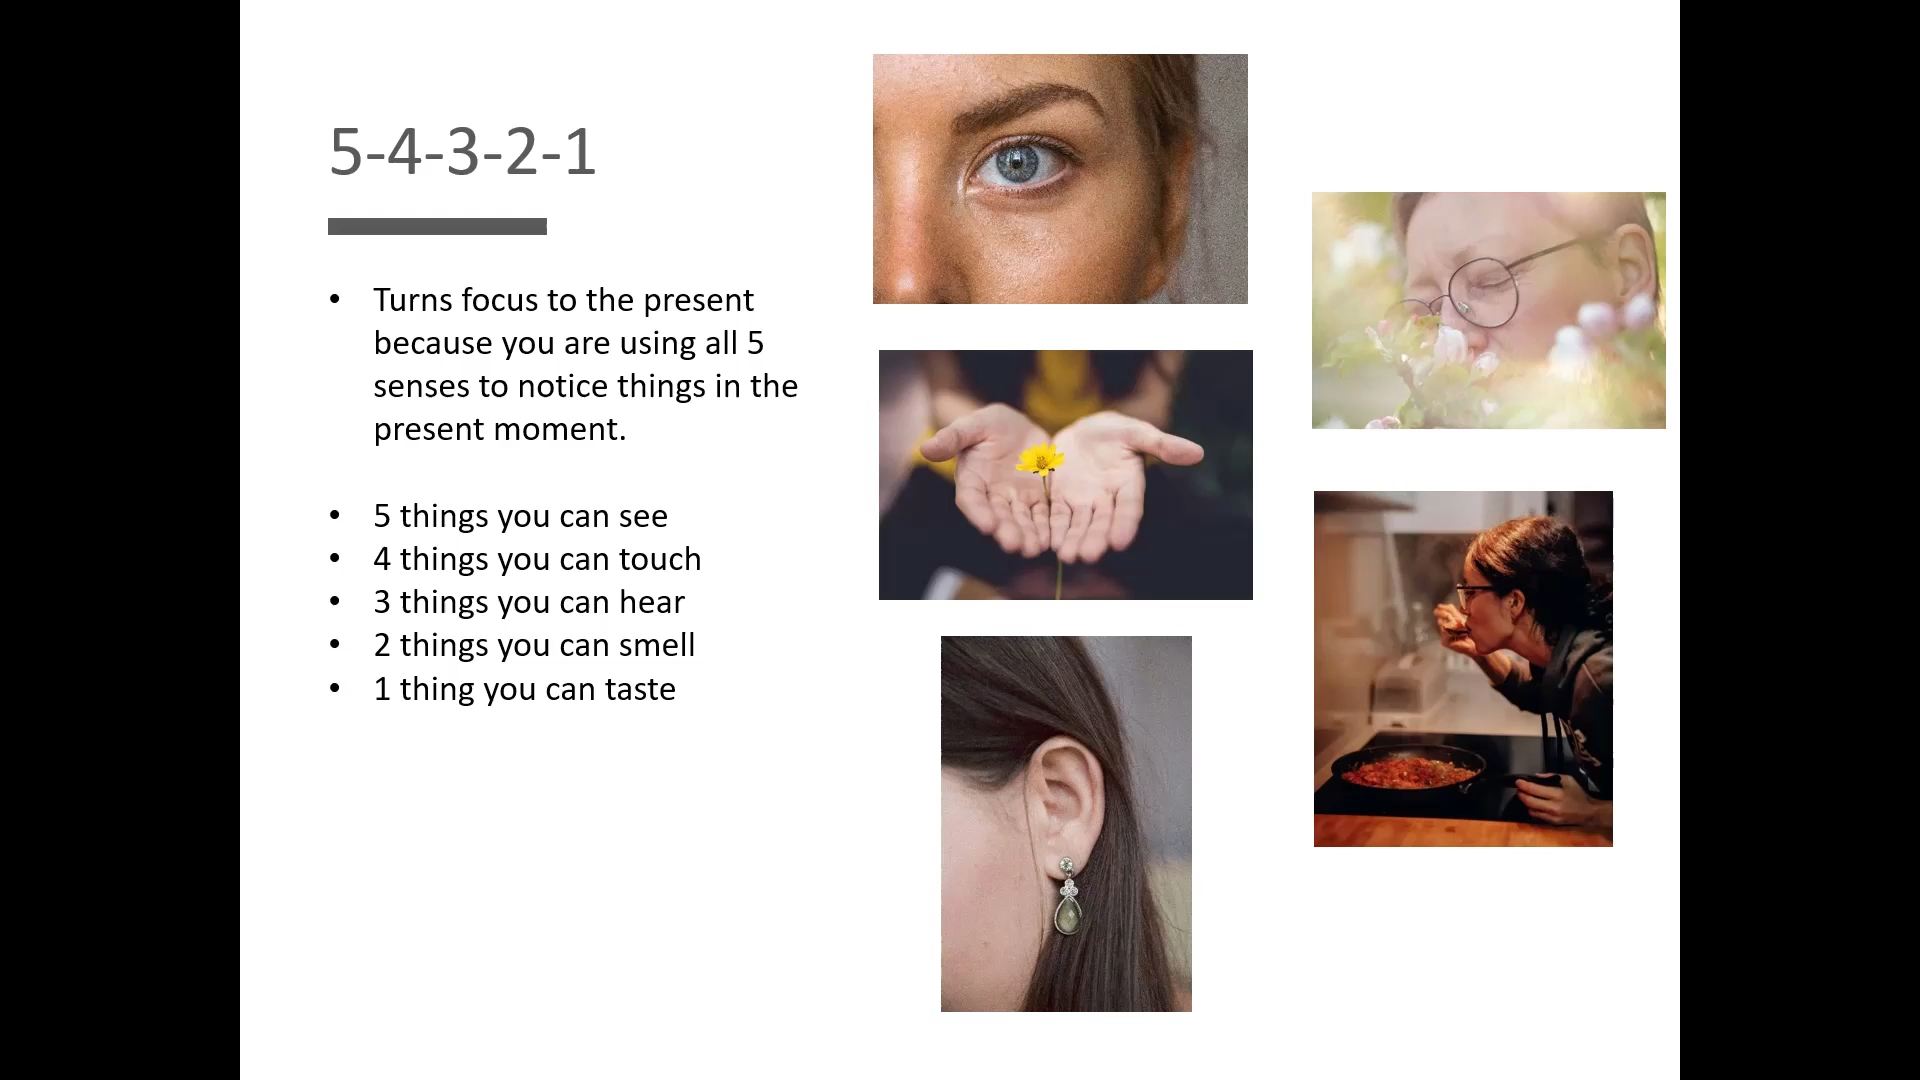 5-4-3-2-1
• Turns focus to the present
because you are using all 5
senses to notice things in the
present moment.
• 5 things you can see
• 4 things you can touch
• 3 things you can hear
• 2 things you can smell
• 1 thing you can taste